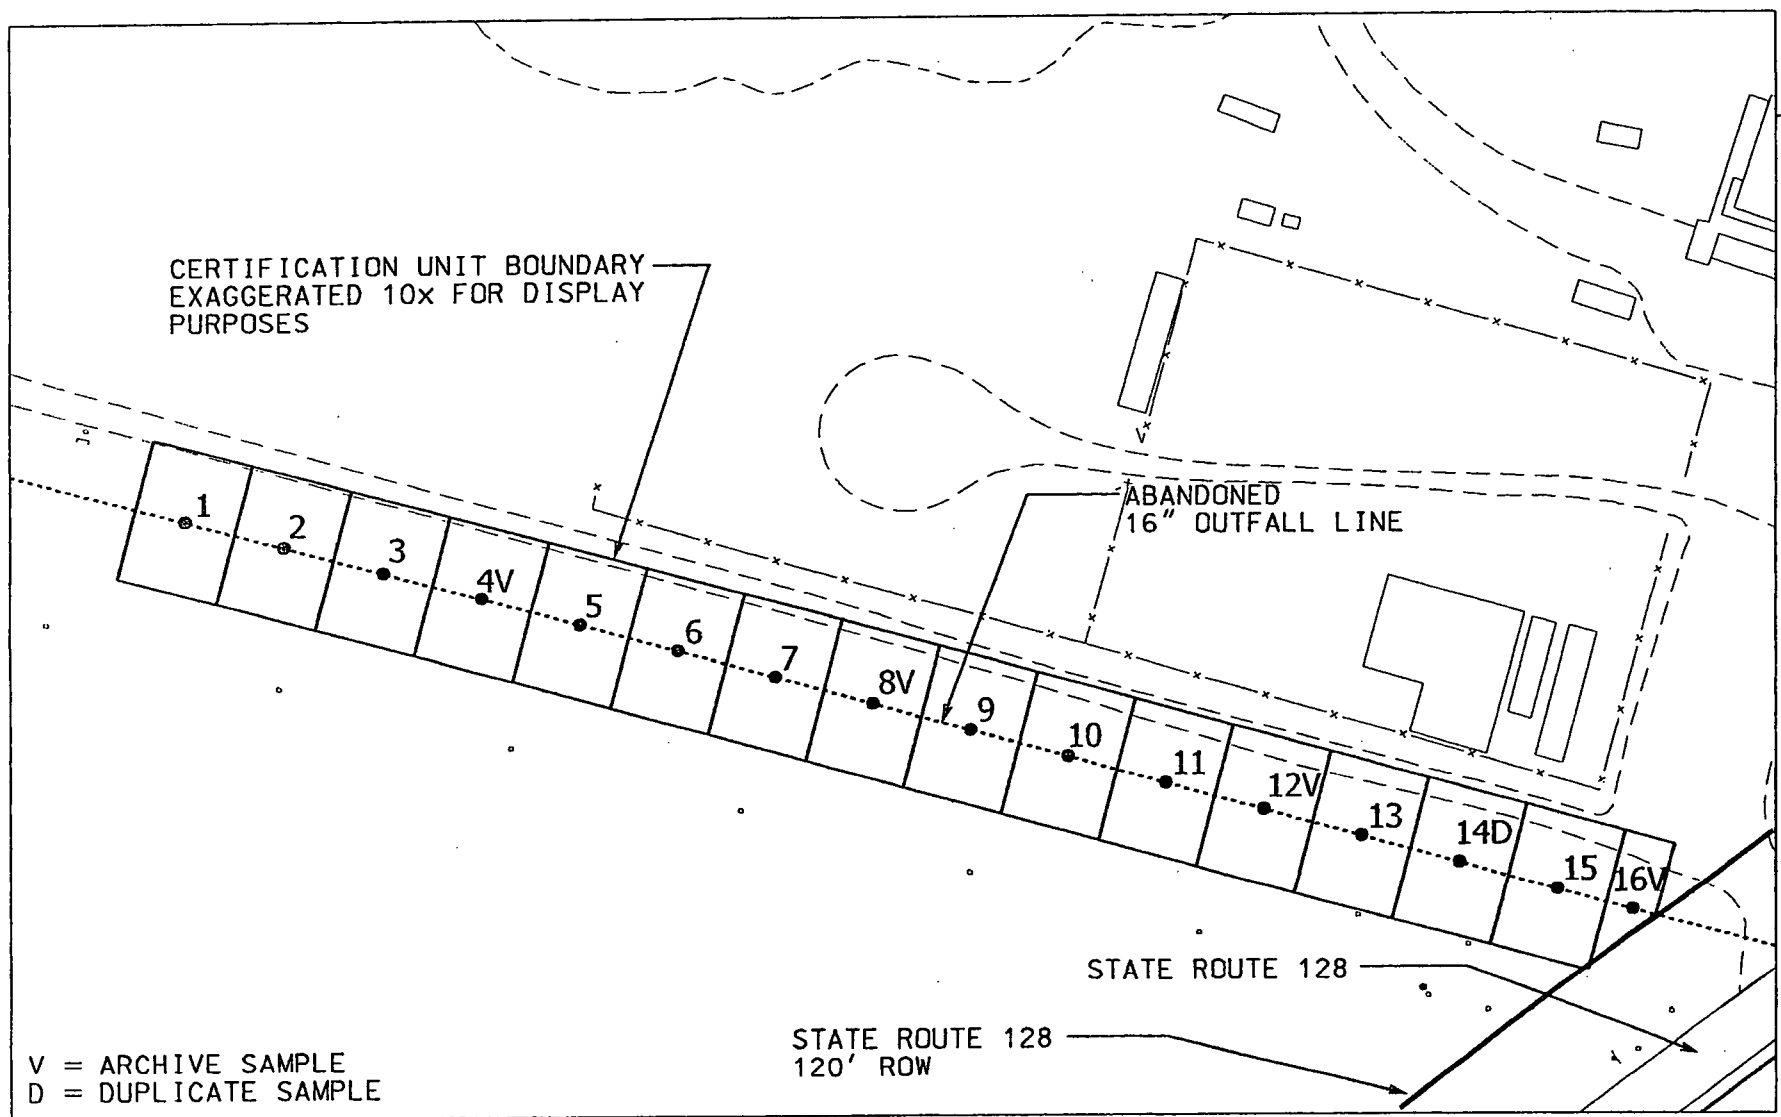 CERTIFICATION UNIT BOUNDARY
EXAGGERATED 10x FOR DISPLAY
PURPOSES
1
2
3
4V
5
6
7
8V
9
10
11
12V
13
14D
15
16V
ABANDONED
16" OUTFALL LINE
STATE ROUTE 128
STATE ROUTE 128
120' ROW
V = ARCHIVE SAMPLE
D = DUPLICATE SAMPLE